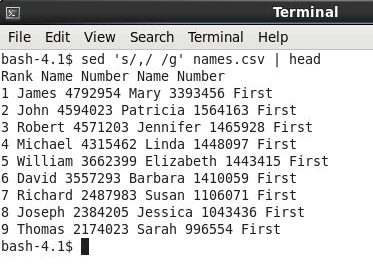 Terminal
File Edit View Search Terminal Help
bash-4.1$ sed 's/,/ /g' names.csv | head
Rank Name Number Name Number
1 James 4792954 Mary 3393456 First
2 John 4594023 Patricia 1564163 First
3 Robert 4571203 Jennifer 1465928 First
4 Michael 4315462 Linda 1448097 First
5 William 3662399 Elizabeth 1443415 First
6 David 3557293 Barbara 1410059 First
7 Richard 2487983 Susan 1106071 First
8 Joseph 2384205 Jessica 1043436 First
9 Thomas 2174023 Sarah 996554 First
bash-4.1$